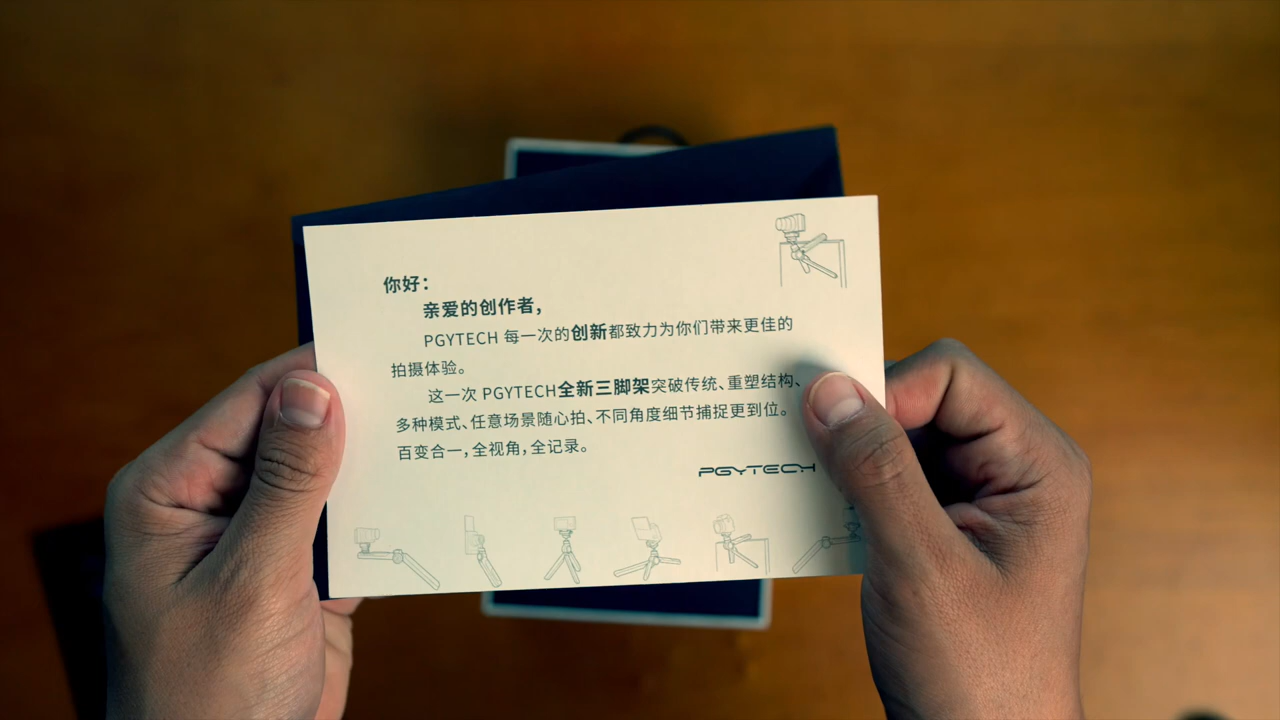 你好：
亲爱的创作者，
PGYTECH 每一次的创新都致力为你们带来更佳的
拍摄体验。
这一次 PGYTECH全新三脚架突破传统、重塑结构、
多种模式、任意场景随心拍、不同角度细节捕捉更到位。
百变合一，全视角，全记录。
PGYTECH